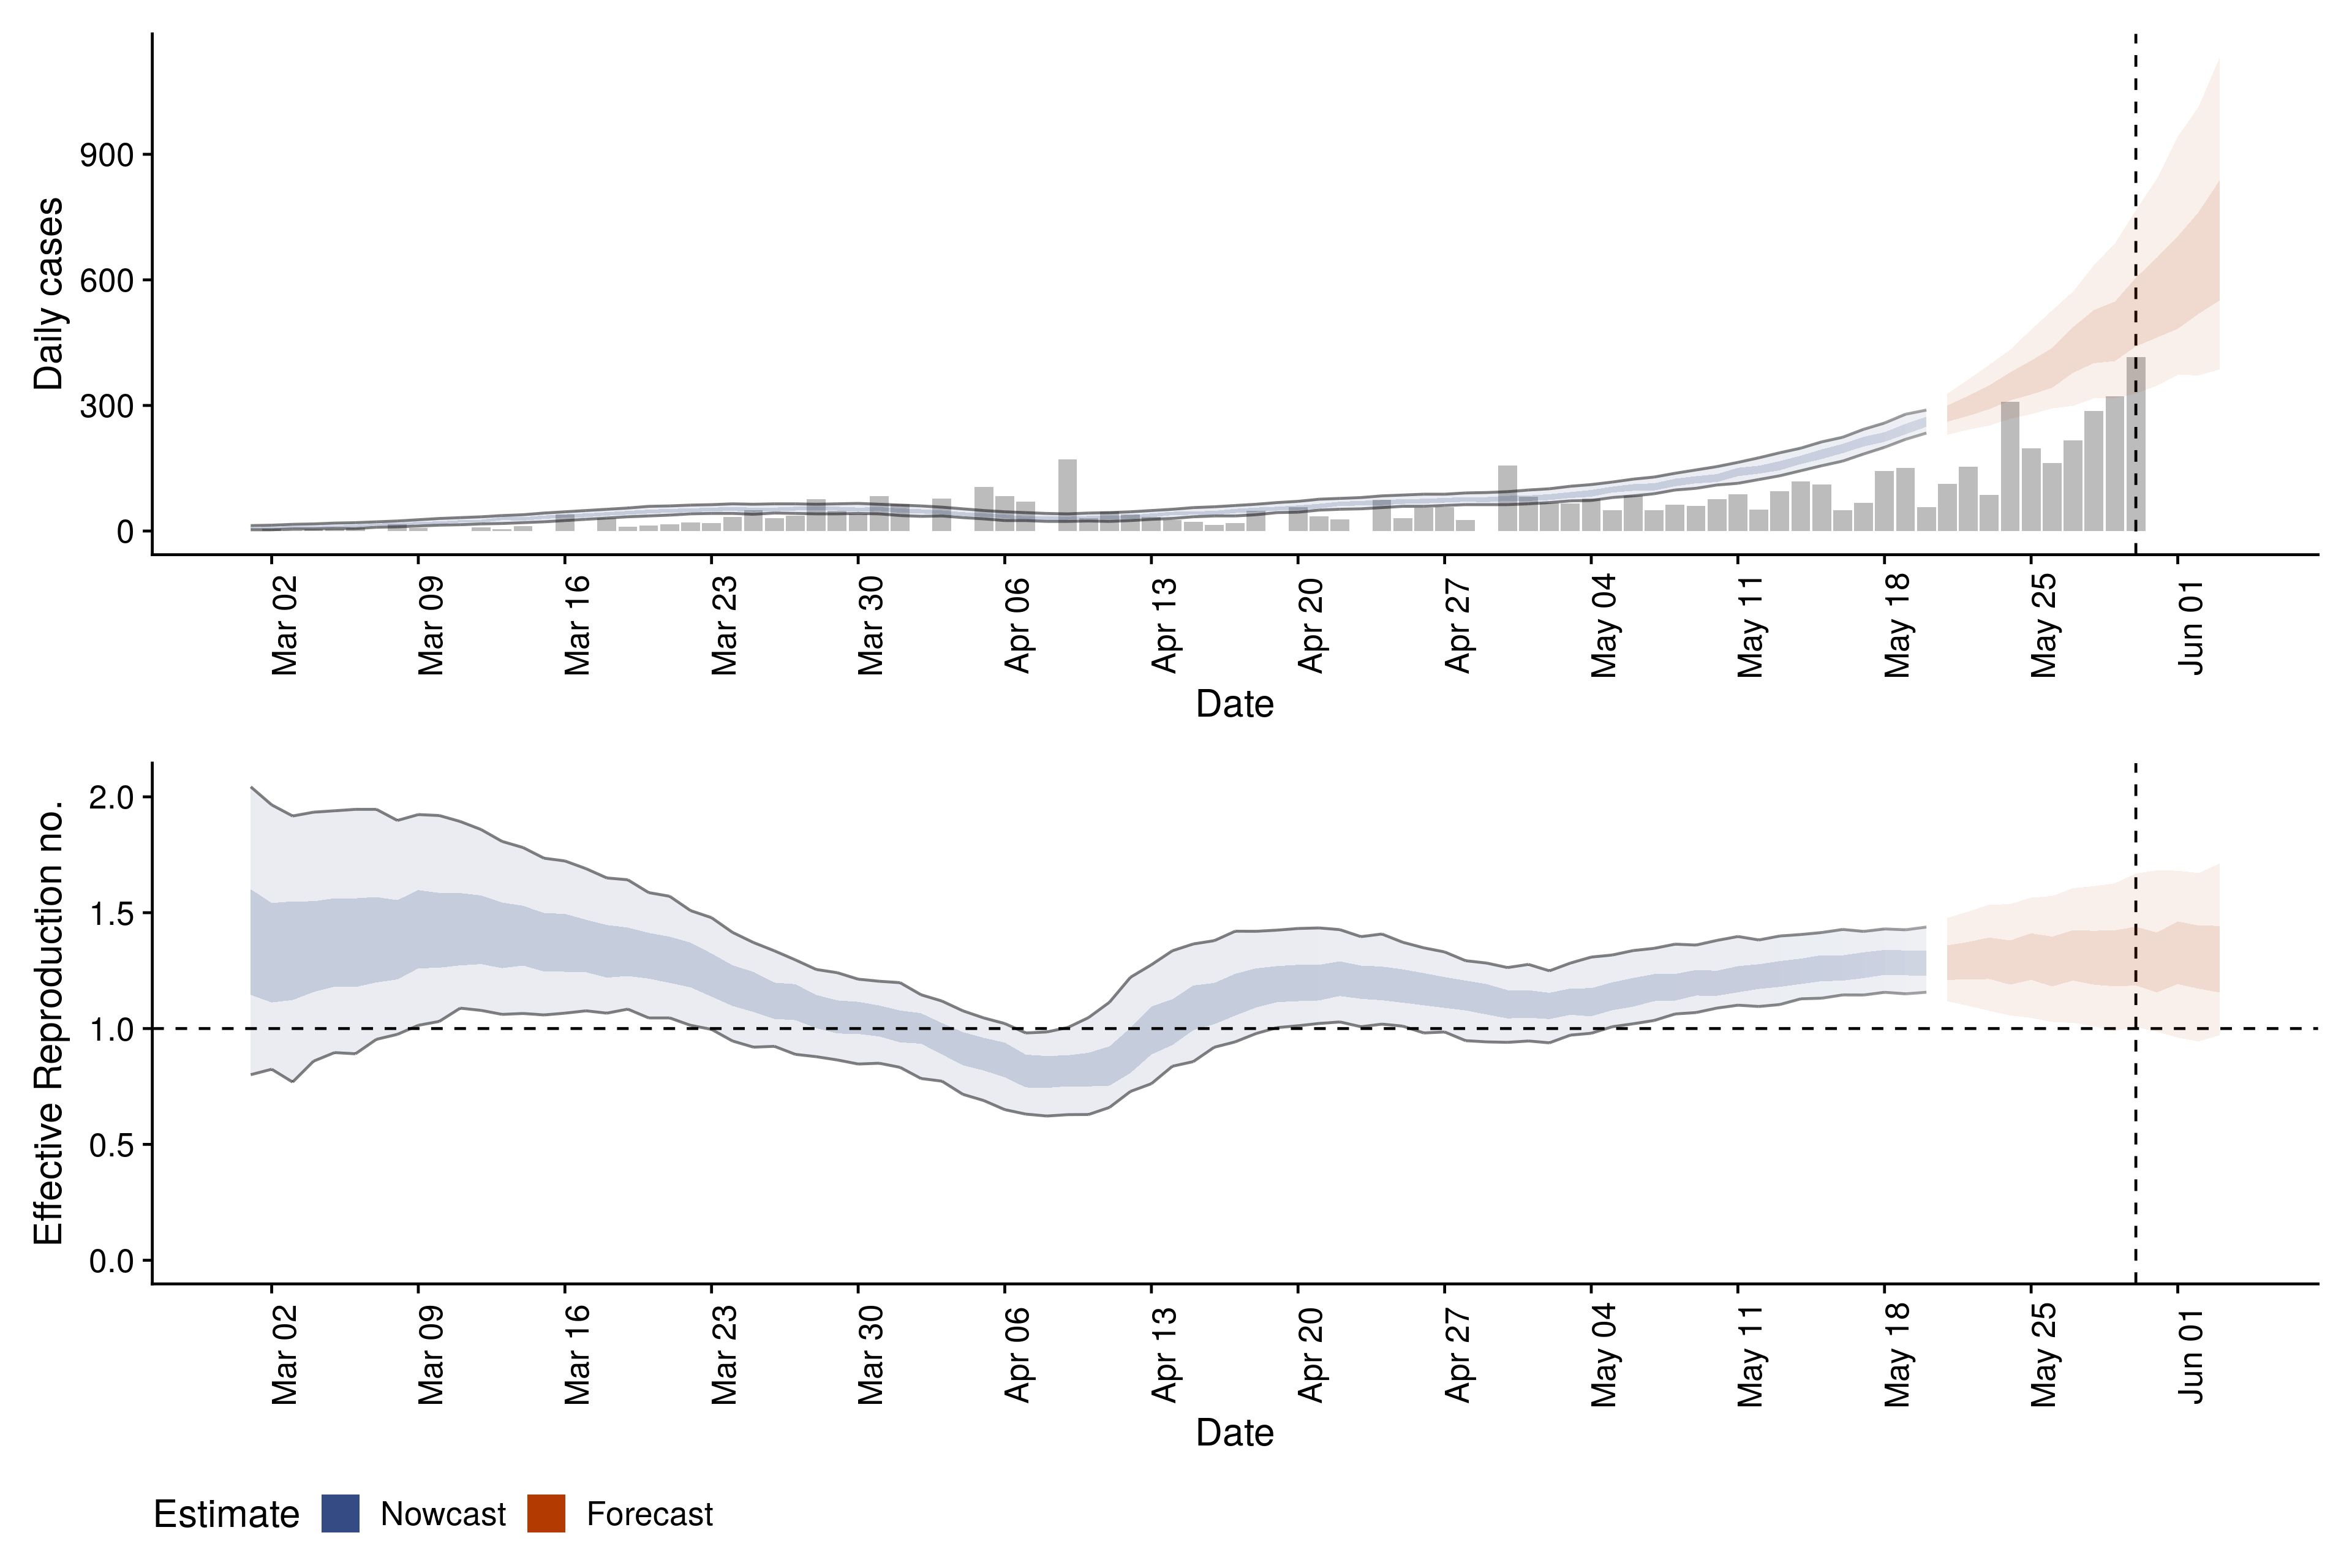 Daily cases
900
600
300
0
Mar 02
Mar 09
Mar 16
Mar 23
Mar 30
Apr 06
Apr 13
Apr 20
Apr 27
May 04
May 11
May 18
May 25
Jun 01
Date
Effective Reproduction no.
2.0
1.5
1.0
0.5
0.0
Mar 02
Mar 09
Mar 16
Mar 23
Mar 30
Apr 06
Apr 13
Apr 20
Apr 27
May 04
May 11
May 18
May 25
Jun 01
Date
Estimate Nowcast Forecast